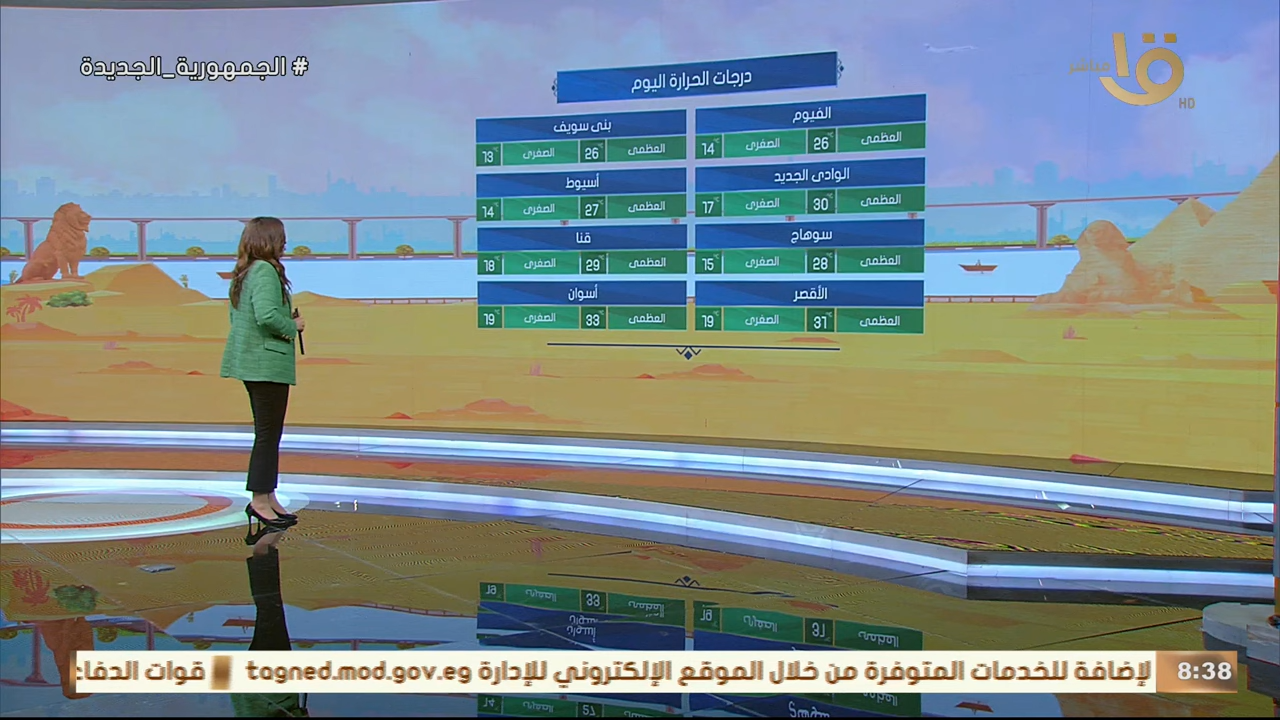 # الجمهورية_الجديدة
مباشر
HD
درجات الحرارة اليوم
الفيوم
العظمى 26 الصغرى 14
بنى سويف
العظمى 26 الصغرى 13
الوادى الجديد
العظمى 30 الصغرى 17
أسيوط
العظمى 27 الصغرى 14
سوهاج
العظمى 28 الصغرى 15
قنا
العظمى 29 الصغرى 18
الأقصر
العظمى 31 الصغرى 19
أسوان
العظمى 33 الصغرى 19
8:38
لإضافة للخدمات المتوفرة من خلال الموقع الإلكتروني للإدارة tagned.mod.gov.eg قوات الدفاع